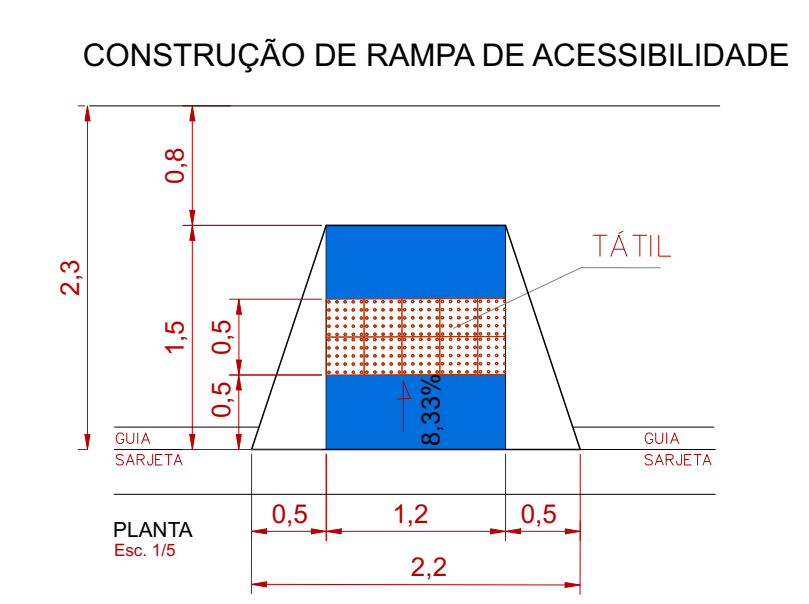 CONSTRUÇÃO DE RAMPA DE ACESSIBILIDADE
0,8
2,3
1,5
0,5
0,5
TÁTIL
8,33%
GUIA
SARJETA
GUIA
SARJETA
0,5
1,2
0,5
2,2
PLANTA
Esc. 1/5